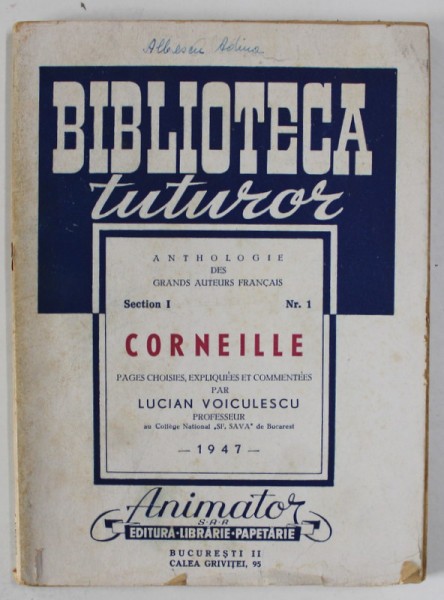 Albescu Adina
BIBLIOTECA
tuturor
ANTHOLOGIE
DES
GRANDS AUTEURS FRANÇAIS
Section I Nr. 1
CORNEILLE
PAGES CHOISIES, EXPLIQUÉES ET COMMENTÉES
PAR
LUCIAN VOICULESCU
PROFESSEUR
au Collège National „SF. SAVA" de Bucarest
— 1947 —
Animator
S·A·R
EDITURA·LIBRĂRIE·PAPETĂRIE
BUCUREȘTI II
CALEA GRIVIȚEI, 95